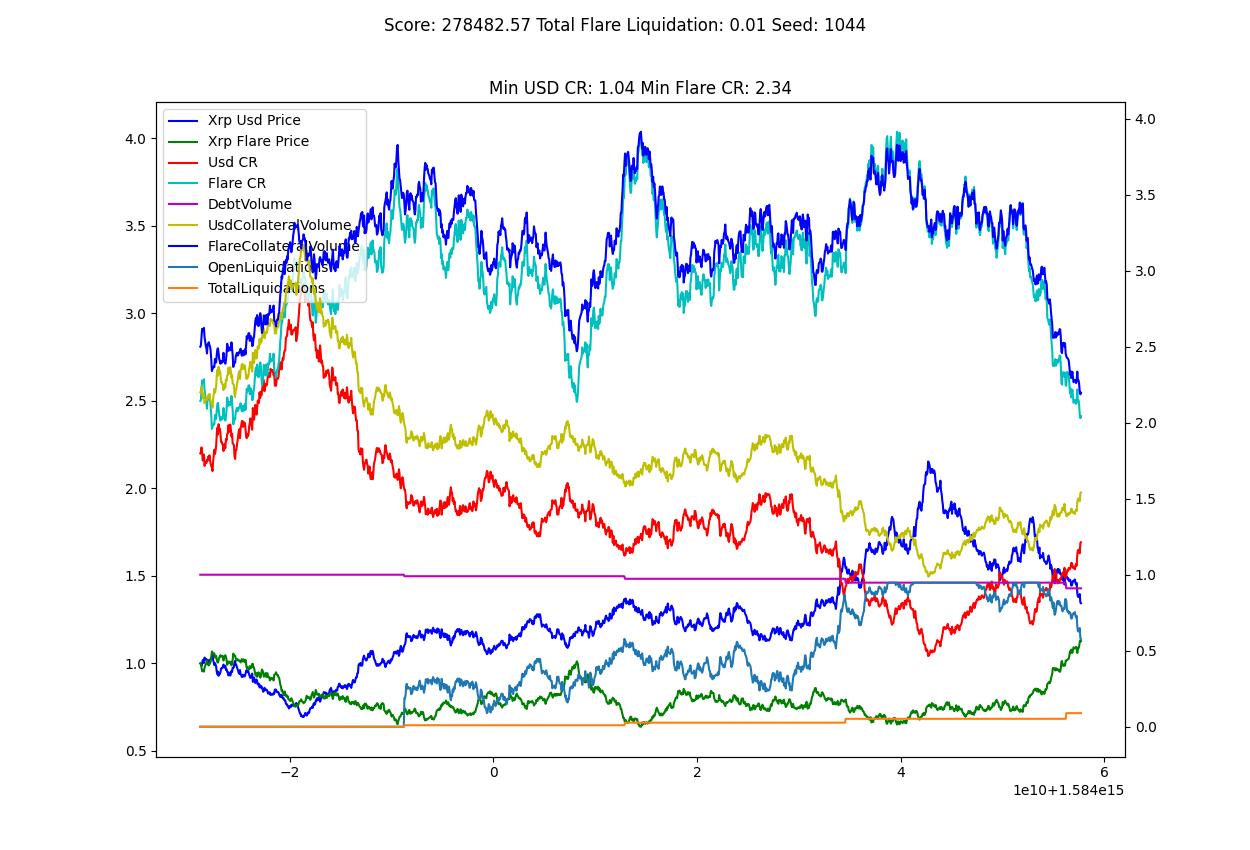 Score: 278482.57 Total Flare Liquidation: 0.01 Seed: 1044
Min USD CR: 1.04 Min Flare CR: 2.34
Xrp Usd Price
Xrp Flare Price
Usd CR
Flare CR
DebtVolume
UsdCollateralVolume
FlareCollateralVolume
OpenLiquidations
TotalLiquidations
4.0
3.5
3.0
2.5
2.0
1.5
1.0
0.5
4.0
3.5
3.0
2.5
2.0
1.5
1.0
0.5
0.0
−2 0 2 4 6
1e10+1.584e15